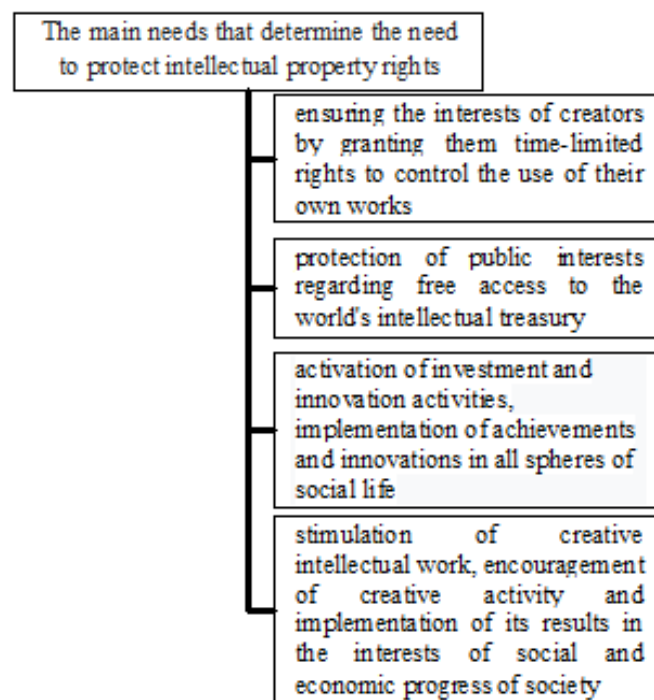 The main needs that determine the need
to protect intellectual property rights
ensuring the interests of creators
by granting them time-limited
rights to control the use of their
own works
protection of public interests
regarding free access to the
world's intellectual treasury
activation of investment and
innovation activities,
implementation of achievements
and innovations in all spheres of
social life
stimulation of creative
intellectual work, encouragement
of creative activity and
implementation of its results in
the interests of social and
economic progress of society